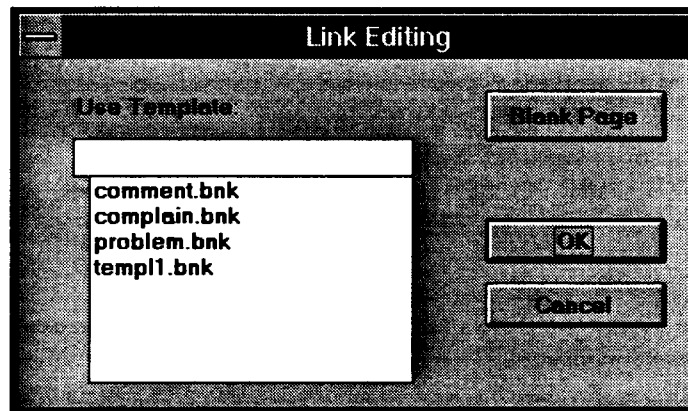 Link Editing
Use Template:
Blank Page
comment.bnk
complain.bnk
problem.bnk
templ1.bnk
OK
Cancel